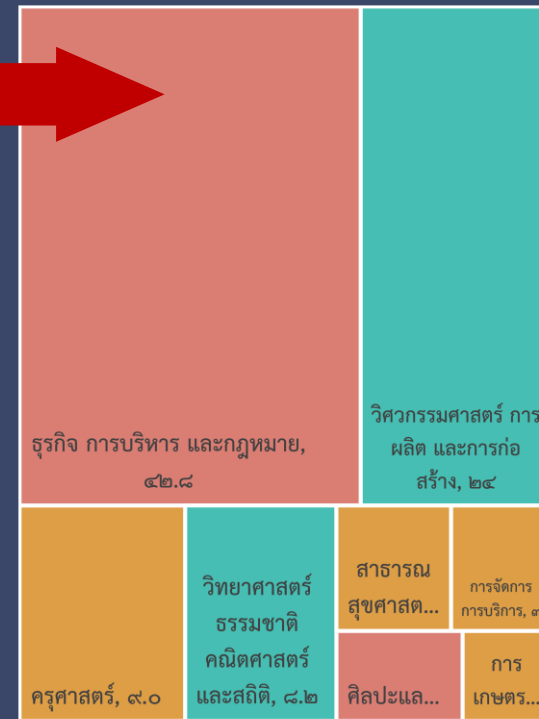 ธุรกิจ การบริหาร และกฎหมาย,
๔๒.๘
วิศวกรรมศาสตร์ การ
ผลิต และการก่อ
สร้าง, ๒๔
ครุศาสตร์, ๙.๐
วิทยาศาสตร์
ธรรมชาติ
คณิตศาสตร์
และสถิติ, ๘.๒
สาธารณ
สุขศาสต...
การจัดการ
การบริการ,
ศิลปะแล...
การ
เกษตร...